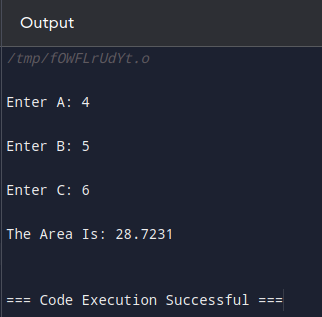 Output
/tmp/fOWFLrUdYt.o
Enter A: 4
Enter B: 5
Enter C: 6
The Area Is: 28.7231
=== Code Execution Successful ===